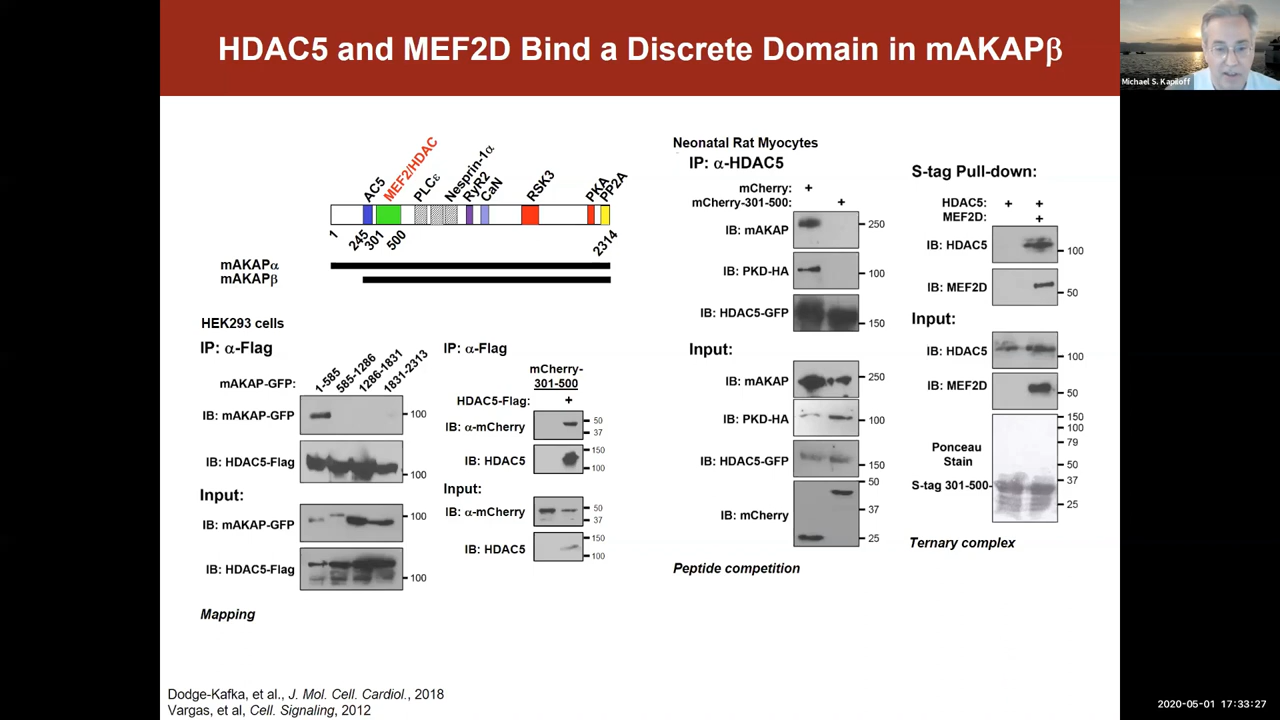 HDAC5 and MEF2D Bind a Discrete Domain in mAKAPβ
Michael S. Kapiloff
AC5
MEF2/HDAC
PLCε
Nesprin-1α
RyR2
CaN
RSK3
PKA
PP2A
1
245
301
500
2314
mAKAPα
mAKAPβ
HEK293 cells
IP: α-Flag
mAKAP-GFP:
1-585
585-1286
1286-1831
1831-2313
IB: mAKAP-GFP
100
IB: HDAC5-Flag
100
Input:
IB: mAKAP-GFP
100
IB: HDAC5-Flag
100
Mapping
IP: α-Flag
mCherry-
301-500
HDAC5-Flag: +
IB: α-mCherry
50
37
IB: HDAC5
150
100
Input:
IB: α-mCherry
50
37
IB: HDAC5
150
100
Neonatal Rat Myocytes
IP: α-HDAC5
mCherry: +
mCherry-301-500: +
IB: mAKAP
250
IB: PKD-HA
100
IB: HDAC5-GFP
150
Input:
IB: mAKAP
250
IB: PKD-HA
100
IB: HDAC5-GFP
150
IB: mCherry
50
37
25
Peptide competition
S-tag Pull-down:
HDAC5: + +
MEF2D: +
IB: HDAC5
100
IB: MEF2D
50
Input:
IB: HDAC5
100
IB: MEF2D
50
Ponceau
Stain
S-tag 301-500-
150
100
79
50
37
25
Ternary complex
Dodge-Kafka, et al., J. Mol. Cell. Cardiol., 2018
Vargas, et al, Cell. Signaling, 2012
2020-05-01 17:33:27